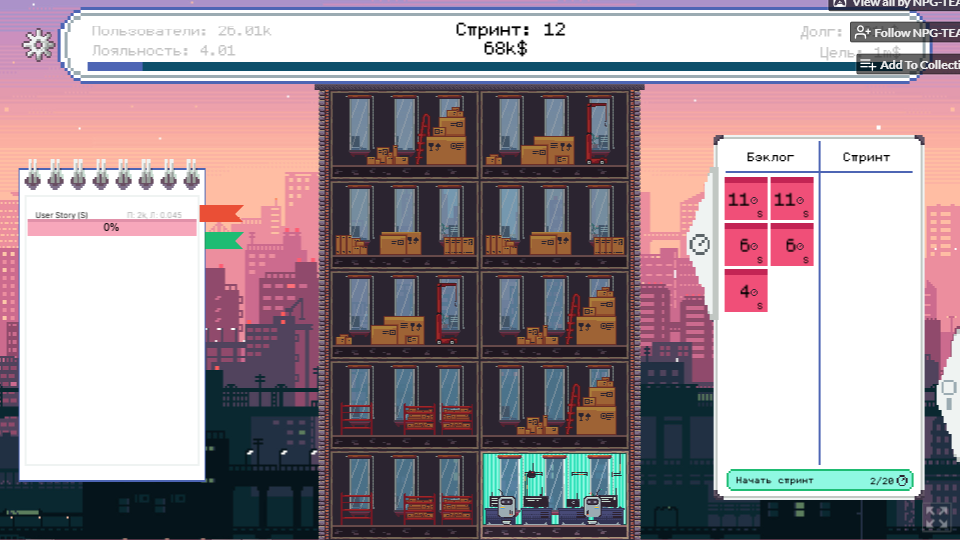 View all by NPG-TEA
Пользователи: 26.01k
Лояльность: 4.01
Спринт: 12
68k$
Долг:
Follow NPG-TEA
Цель: 1m$
Add To Collecti
User Story (S)
0%
Бэклог
Спринт
11
S
11
S
6
S
6
S
4
S
Начать спринт
2/20